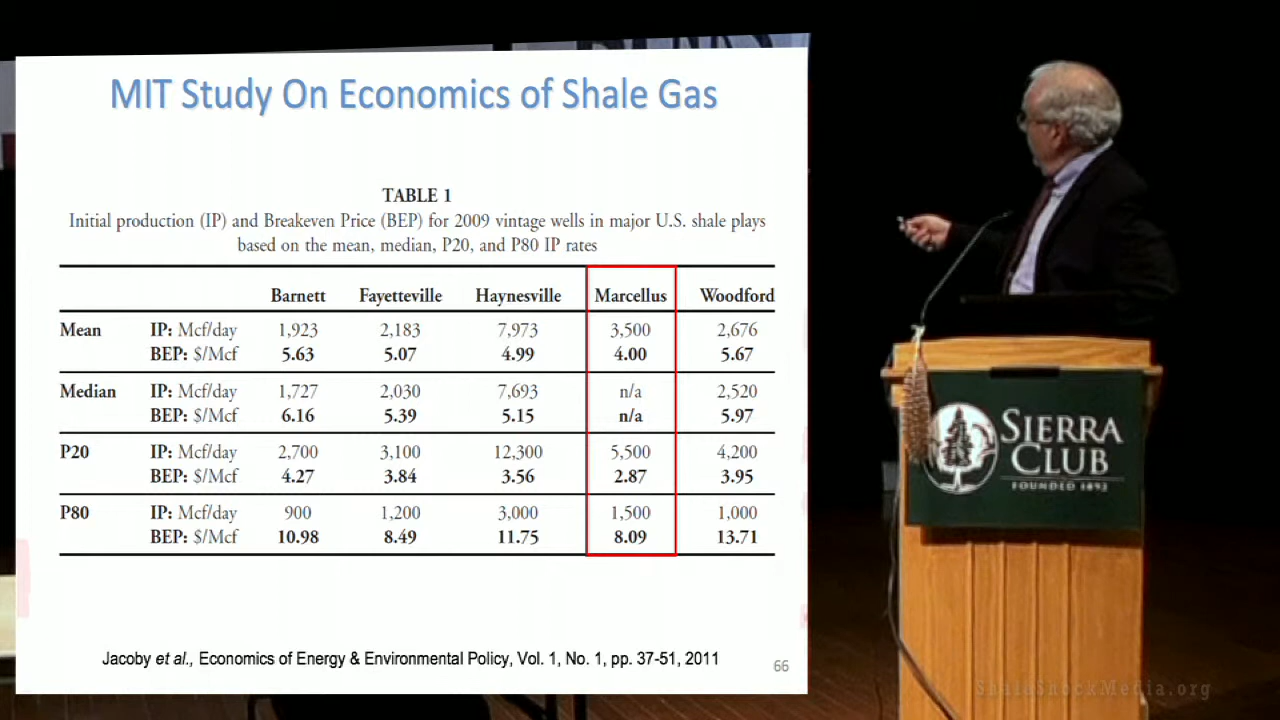 MIT Study On Economics of Shale Gas
TABLE 1
Initial production (IP) and Breakeven Price (BEP) for 2009 vintage wells in major U.S. shale plays
based on the mean, median, P20, and P80 IP rates
Barnett Fayetteville Haynesville Marcellus Woodford
Mean IP: Mcf/day 1,923 2,183 7,973 3,500 2,676
BEP: $/Mcf 5.63 5.07 4.99 4.00 5.67
Median IP: Mcf/day 1,727 2,030 7,693 n/a 2,520
BEP: $/Mcf 6.16 5.39 5.15 n/a 5.97
P20 IP: Mcf/day 2,700 3,100 12,300 5,500 4,200
BEP: $/Mcf 4.27 3.84 3.56 2.87 3.95
P80 IP: Mcf/day 900 1,200 3,000 1,500 1,000
BEP: $/Mcf 10.98 8.49 11.75 8.09 13.71
Jacoby et al., Economics of Energy & Environmental Policy, Vol. 1, No. 1, pp. 37-51, 2011
66
SIERRA
CLUB
FOUNDED 1892
ShaleShockMedia.org